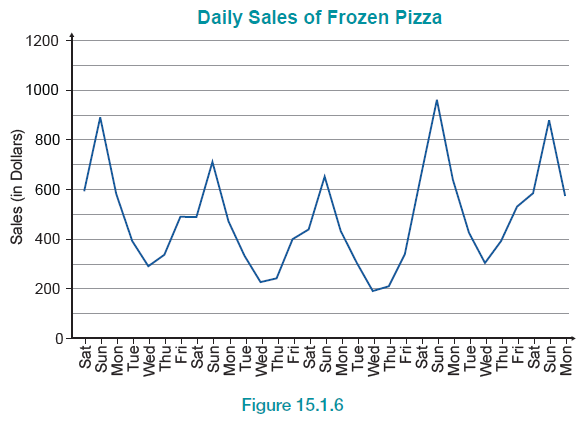 Daily Sales of Frozen Pizza
1200
1000
800
600
400
200
0
Sales (in Dollars)
Sat
Sun
Mon
Tue
Wed
Thu
Fri
Sat
Sun
Mon
Tue
Wed
Thu
Fri
Sat
Sun
Mon
Tue
Wed
Thu
Fri
Sat
Sun
Mon
Tue
Wed
Thu
Fri
Sat
Sun
Mon
Figure 15.1.6